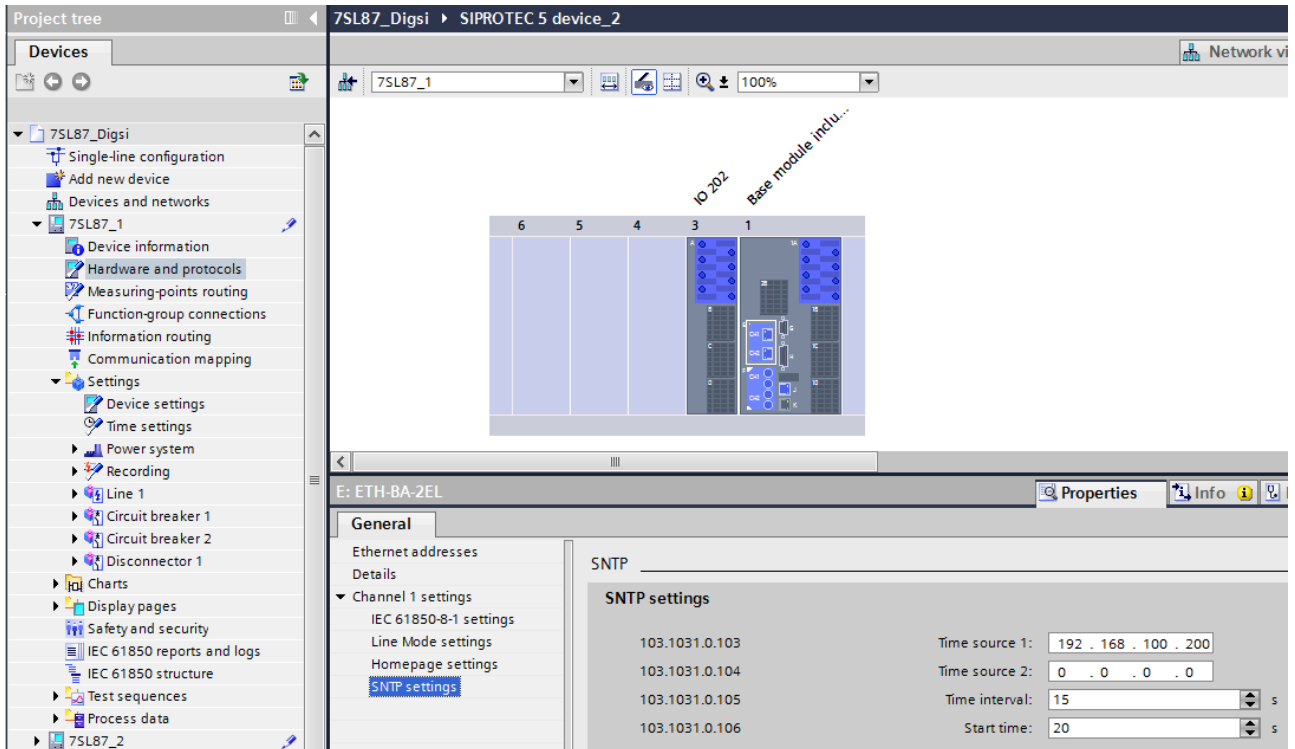 Project tree
7SL87_Digsi SIPROTEC 5 device_2
Devices
Network vi
7SL87_1
100%
7SL87_Digsi
Single-line configuration
Add new device
Devices and networks
7SL87_1
Device information
Hardware and protocols
Measuring-points routing
Function-group connections
Information routing
Communication mapping
Settings
Device settings
Time settings
Power system
Recording
Line 1
Circuit breaker 1
Circuit breaker 2
Disconnector 1
Charts
Display pages
Safety and security
IEC 61850 reports and logs
IEC 61850 structure
Test sequences
Process data
7SL87_2
IO 202
Base module inclu...
6 5 4 3 1
E: ETH-BA-2EL
Properties
Info
General
Ethernet addresses
Details
Channel 1 settings
IEC 61850-8-1 settings
Line Mode settings
Homepage settings
SNTP settings
SNTP
SNTP settings
103.1031.0.103 Time source 1: 192 . 168 . 100 . 200
103.1031.0.104 Time source 2: 0 . 0 . 0 . 0
103.1031.0.105 Time interval: 15 s
103.1031.0.106 Start time: 20 s